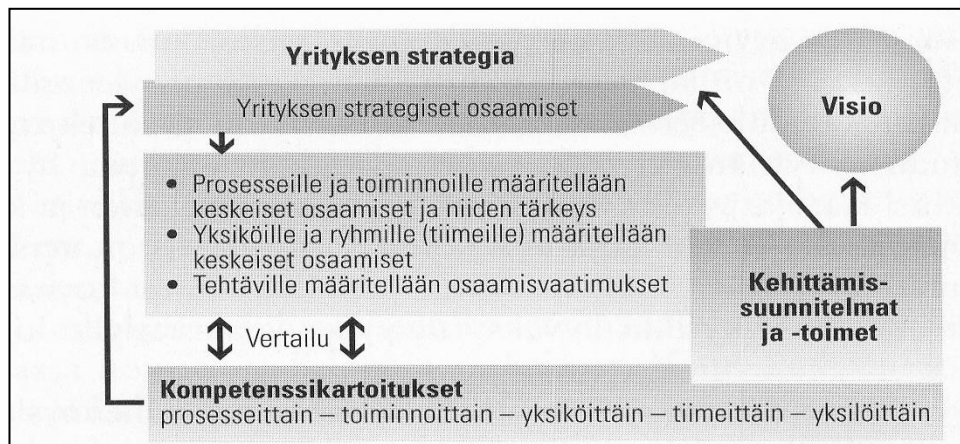 Yrityksen strategia
Yrityksen strategiset osaamiset
Visio
• Prosesseille ja toiminnoille määritellään
keskeiset osaamiset ja niiden tärkeys
• Yksiköille ja ryhmille (tiimeille) määritellään
keskeiset osaamiset
• Tehtäville määritellään osaamisvaatimukset
Vertailu
Kehittämis-
suunnitelmat
ja -toimet
Kompetenssikartoitukset
prosesseittain – toiminnoittain – yksiköittäin – tiimeittäin – yksilöittäin